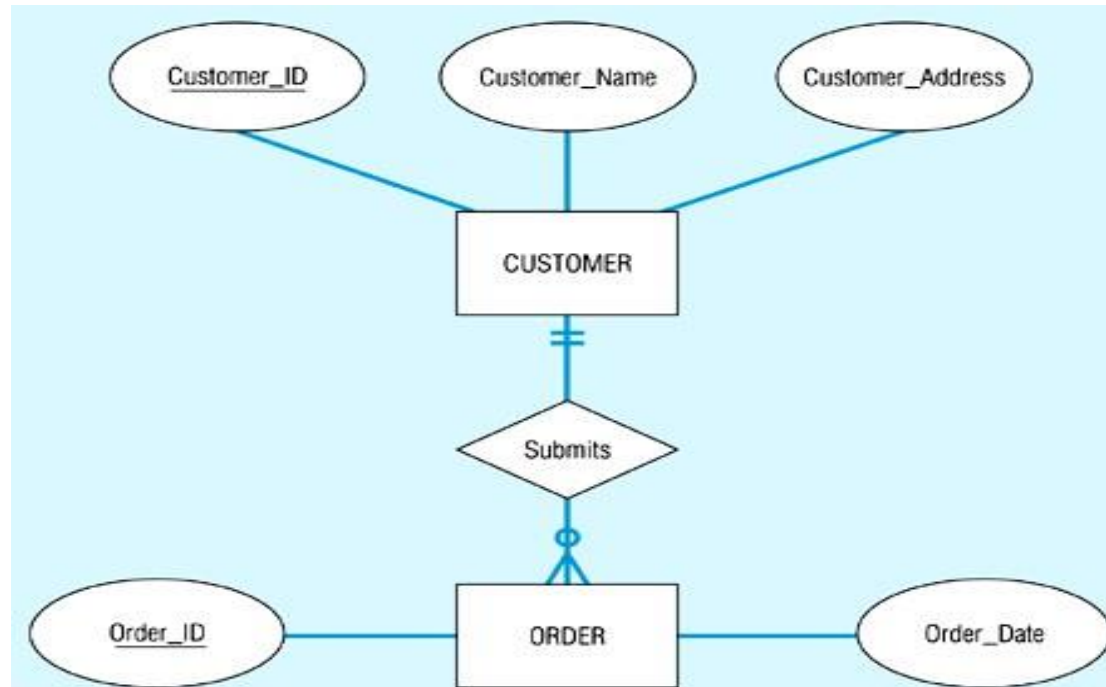 Customer_ID
Customer_Name
Customer_Address
CUSTOMER
Submits
Order_ID
ORDER
Order_Date